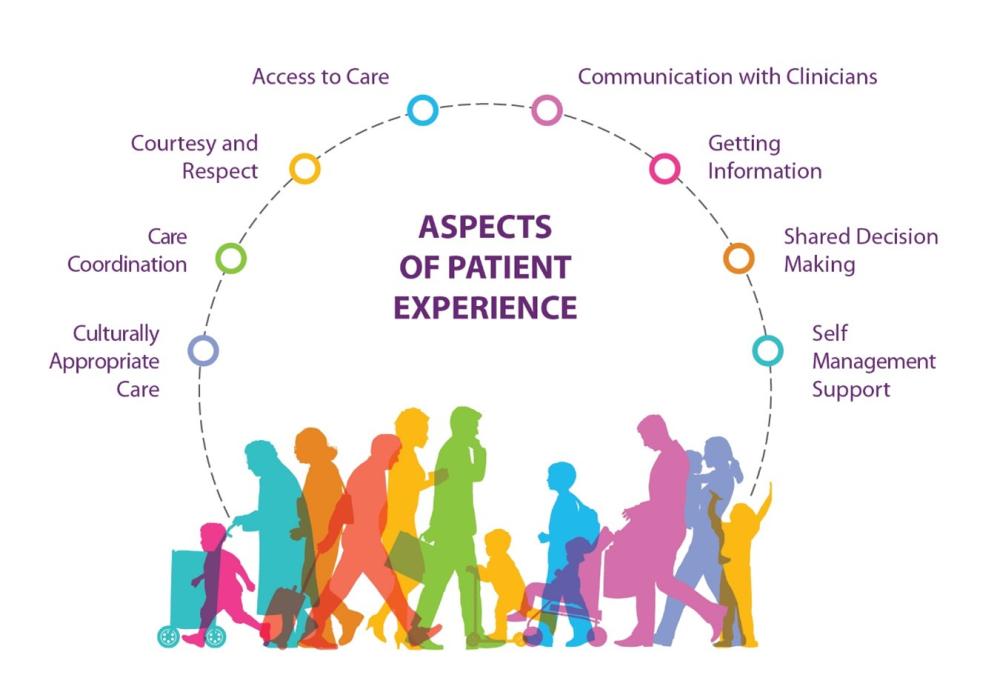 Access to Care
Communication with Clinicians
Courtesy and
Respect
Getting
Information
ASPECTS
OF PATIENT
EXPERIENCE
Care
Coordination
Shared Decision
Making
Culturally
Appropriate
Care
Self
Management
Support